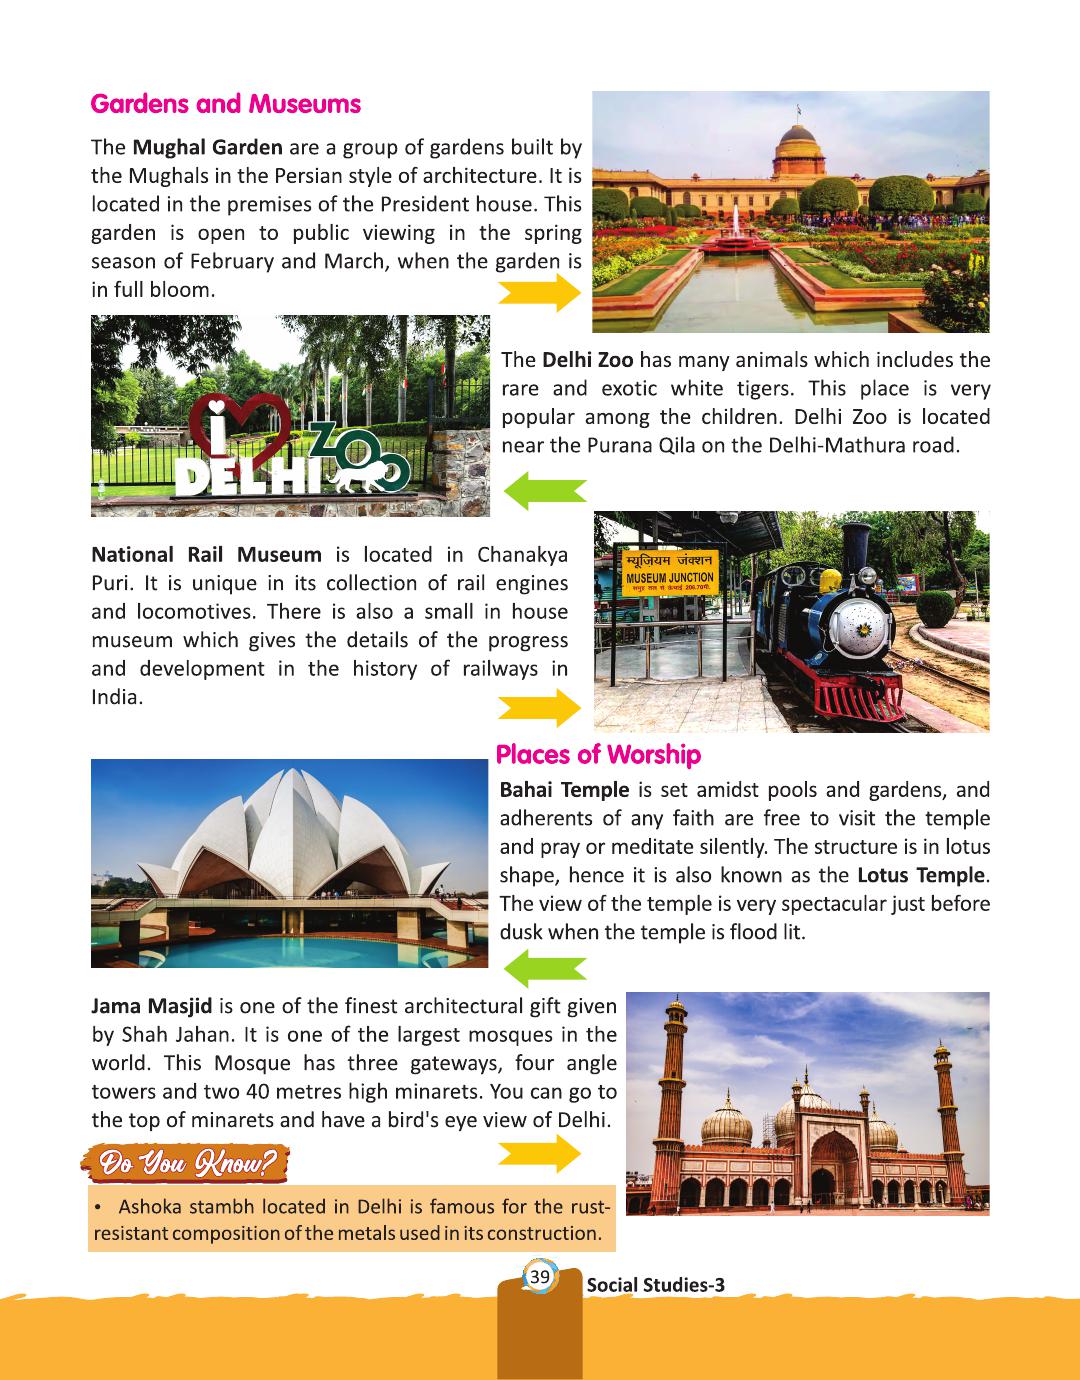 Gardens and Museums
The Mughal Garden are a group of gardens built by
the Mughals in the Persian style of architecture. It is
located in the premises of the President house. This
garden is open to public viewing in the spring
season of February and March, when the garden is
in full bloom.
I
DELHI
ZOO
The Delhi Zoo has many animals which includes the
rare and exotic white tigers. This place is very
popular among the children. Delhi Zoo is located
near the Purana Qila on the Delhi-Mathura road.
National Rail Museum is located in Chanakya
Puri. It is unique in its collection of rail engines
and locomotives. There is also a small in house
museum which gives the details of the progress
and development in the history of railways in
India.
म्यूजियम जंक्शन
MUSEUM JUNCTION
Places of Worship
Bahai Temple is set amidst pools and gardens, and
adherents of any faith are free to visit the temple
and pray or meditate silently. The structure is in lotus
shape, hence it is also known as the Lotus Temple.
The view of the temple is very spectacular just before
dusk when the temple is flood lit.
Jama Masjid is one of the finest architectural gift given
by Shah Jahan. It is one of the largest mosques in the
world. This Mosque has three gateways, four angle
towers and two 40 metres high minarets. You can go to
the top of minarets and have a bird's eye view of Delhi.
Do You Know?
• Ashoka stambh located in Delhi is famous for the rust-
resistant composition of the metals used in its construction.
39
Social Studies-3